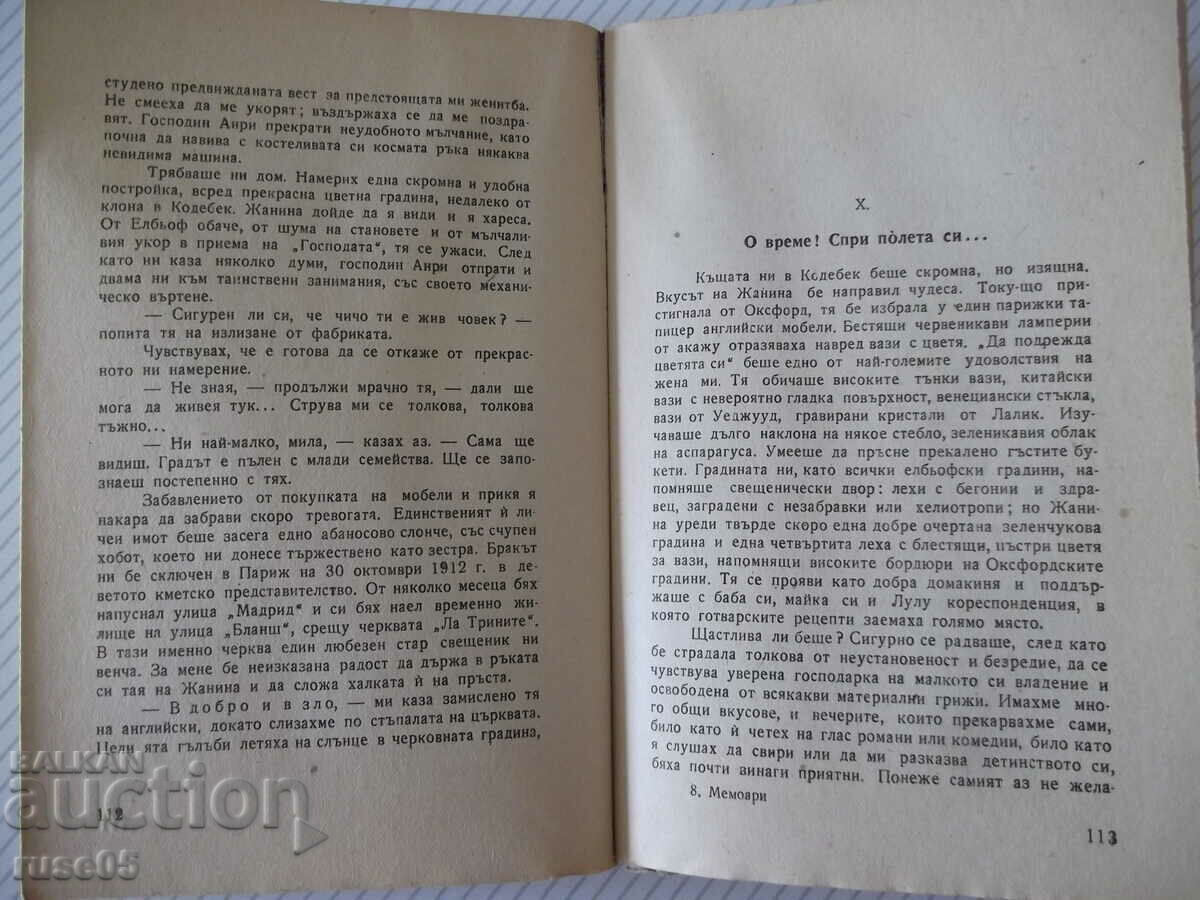 студено предвижданата вест за предстоящата ми женитба.
Не смееха да ме укорят; въздържаха се да ме поздра-
вят. Господин Анри прекрати неудобното мълчание, като
почна да навива с костеливата си космата ръка някаква
невидима машина.
Трябваше ни дом. Намерих една скромна и удобна
постройка, всред прекрасна цветна градина, недалеко от
клона в Кодебек. Жанина дойде да я види и я хареса.
От Елбьоф обаче, от шума на становете и от мълчали-
вия укор в приема на „Господата“, тя се ужаси. След
като ни каза няколко думи, господин Анри отпрати и
двама ни към таинствени занимания, със своето механи-
ческо въртене.
— Сигурен ли си, че чичо ти е жив човек? —
попита тя на излизане от фабриката.
Чувствувах, че е готова да се откаже от прекрас-
ното ни намерение.
— Не зная, — продължи мрачно тя, — дали ще
мога да живея тук... Струва ми се толкова, толкова
тъжно...
— Ни най-малко, мила, — казах аз. — Сама ще
видиш. Градът е пълен с млади семейства. Ще се запо-
знаеш постепенно с тях.
Забавлението от покупката на мобели и прикя я
накара да забрави скоро тревогата. Единственият ѝ ли-
чен имот беше засега едно абаносово слонче, със счупен
хобот, което ни донесе тържествено като зестра. Бракът
ни бе сключен в Париж на 30 октомври 1912 г. в де-
ветото кметско представителство. От няколко месеца бях
напуснал улица „Мадрид“ и си бях наел временно жи-
лище на улица „Бланш“, срещу черквата „Ла Трините“.
В тази именно черква един любезен стар свещеник ни
венча. За мене бе неизказана радост да държа в ръката
си тая на Жанина и да сложа халката ѝ на пръста.
— В добро и в зло, — ми каза замислено тя
на английски, докато слизахме по стъпалата на църквата.
Цели ята гълъби летяха на слънце в черковната градина,
112
X.
О време! Спри полета си...
Къщата ни в Кодебек беше скромна, но изящна.
Вкусът на Жанина бе направил чудеса. Току-що при-
стигнала от Оксфорд, тя бе избрала у един парижки та-
пицер английски мобели. Бестящи червеникави ламперии
от акажу отразяваха навред вази с цветя. „Да подрежда
цветята си“ беше едно от най-големите удоволствия на
жена ми. Тя обичаше високите тънки вази, китайски
вази с невероятно гладка повърхност, венециански стъкла,
вази от Уеджууд, гравирани кристали от Лалик. Изу-
чаваше дълго наклона на някое стебло, зеленикавия облак
на аспарагуса. Умееше да пръсне прекалено гъстите бу-
кети. Градината ни, като всички елбьофски градини, на-
помняше свещенически двор: лехи с бегонии и здра-
вец, заградени с незабравки или хелиотропи; но Жани-
на уреди твърде скоро една добре очертана зеленчукова
градина и една четвъртита леха с блестящи, пъстри цветя
за вази, напомнящи високите бордюри на Оксфордските
градини. Тя се прояви като добра домакиня и поддър-
жаше с баба си, майка си и Лулу кореспонденция, в
която готварските рецепти заемаха голямо място.
Щастлива ли беше? Сигурно се радваше, след като
бе страдала толкова от неустановеност и безредие, да се
чувствува уверена господарка на малкото си владение и
освободена от всякакви материални грижи. Имахме мно-
го общи вкусове, и вечерите, които прекарвахме сами,
било като ѝ четех на глас романи или комедии, било като
я слушах да свири или да ми разказва детинството си,
бяха почти винаги приятни. Понеже самият аз не жела-
8. Мемоари
113
BALKAN
auction
ruse05